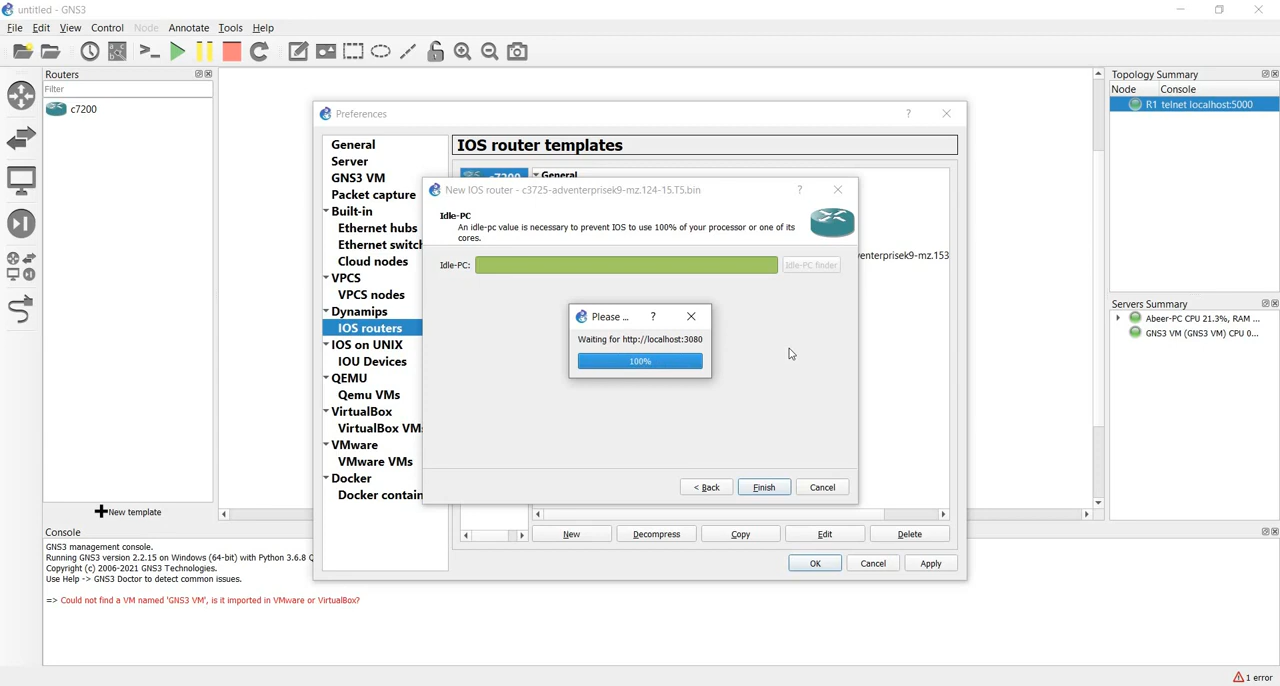 untitled - GNS3
File Edit View Control Node Annotate Tools Help
Routers
Filter
c7200
New template
Topology Summary
Node Console
R1 telnet localhost:5000
Servers Summary
Abeer-PC CPU 21.3%, RAM ...
GNS3 VM (GNS3 VM) CPU 0...
Preferences
General
Server
GNS3 VM
Packet capture
Built-in
Ethernet hubs
Ethernet switch
Cloud nodes
VPCS
VPCS nodes
Dynamips
IOS routers
IOS on UNIX
IOU Devices
QEMU
Qemu VMs
VirtualBox
VirtualBox VM
VMware
VMware VMs
Docker
Docker contain
IOS router templates
c7200
General
enterprisek9-mz.153
New IOS router - c3725-adventerprisek9-mz.124-15.T5.bin
Idle-PC
An idle-pc value is necessary to prevent IOS to use 100% of your processor or one of its
cores.
Idle-PC:
Idle-PC finder
Please ...
Waiting for http://localhost:3080
100%
< Back Finish Cancel
New Decompress Copy Edit Delete
OK Cancel Apply
Console
GNS3 management console.
Running GNS3 version 2.2.15 on Windows (64-bit) with Python 3.6.8
Copyright (c) 2006-2021 GNS3 Technologies.
Use Help -> GNS3 Doctor to detect common issues.
=> Could not find a VM named 'GNS3 VM', is it imported in VMware or VirtualBox?
1 error